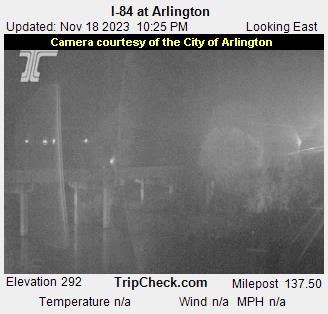 I-84 at Arlington
Updated: Nov 18 2023 10:25 PM Looking East
Camera courtesy of the City of Arlington
Elevation 292 TripCheck.com Milepost 137.50
Temperature n/a Wind n/a MPH n/a